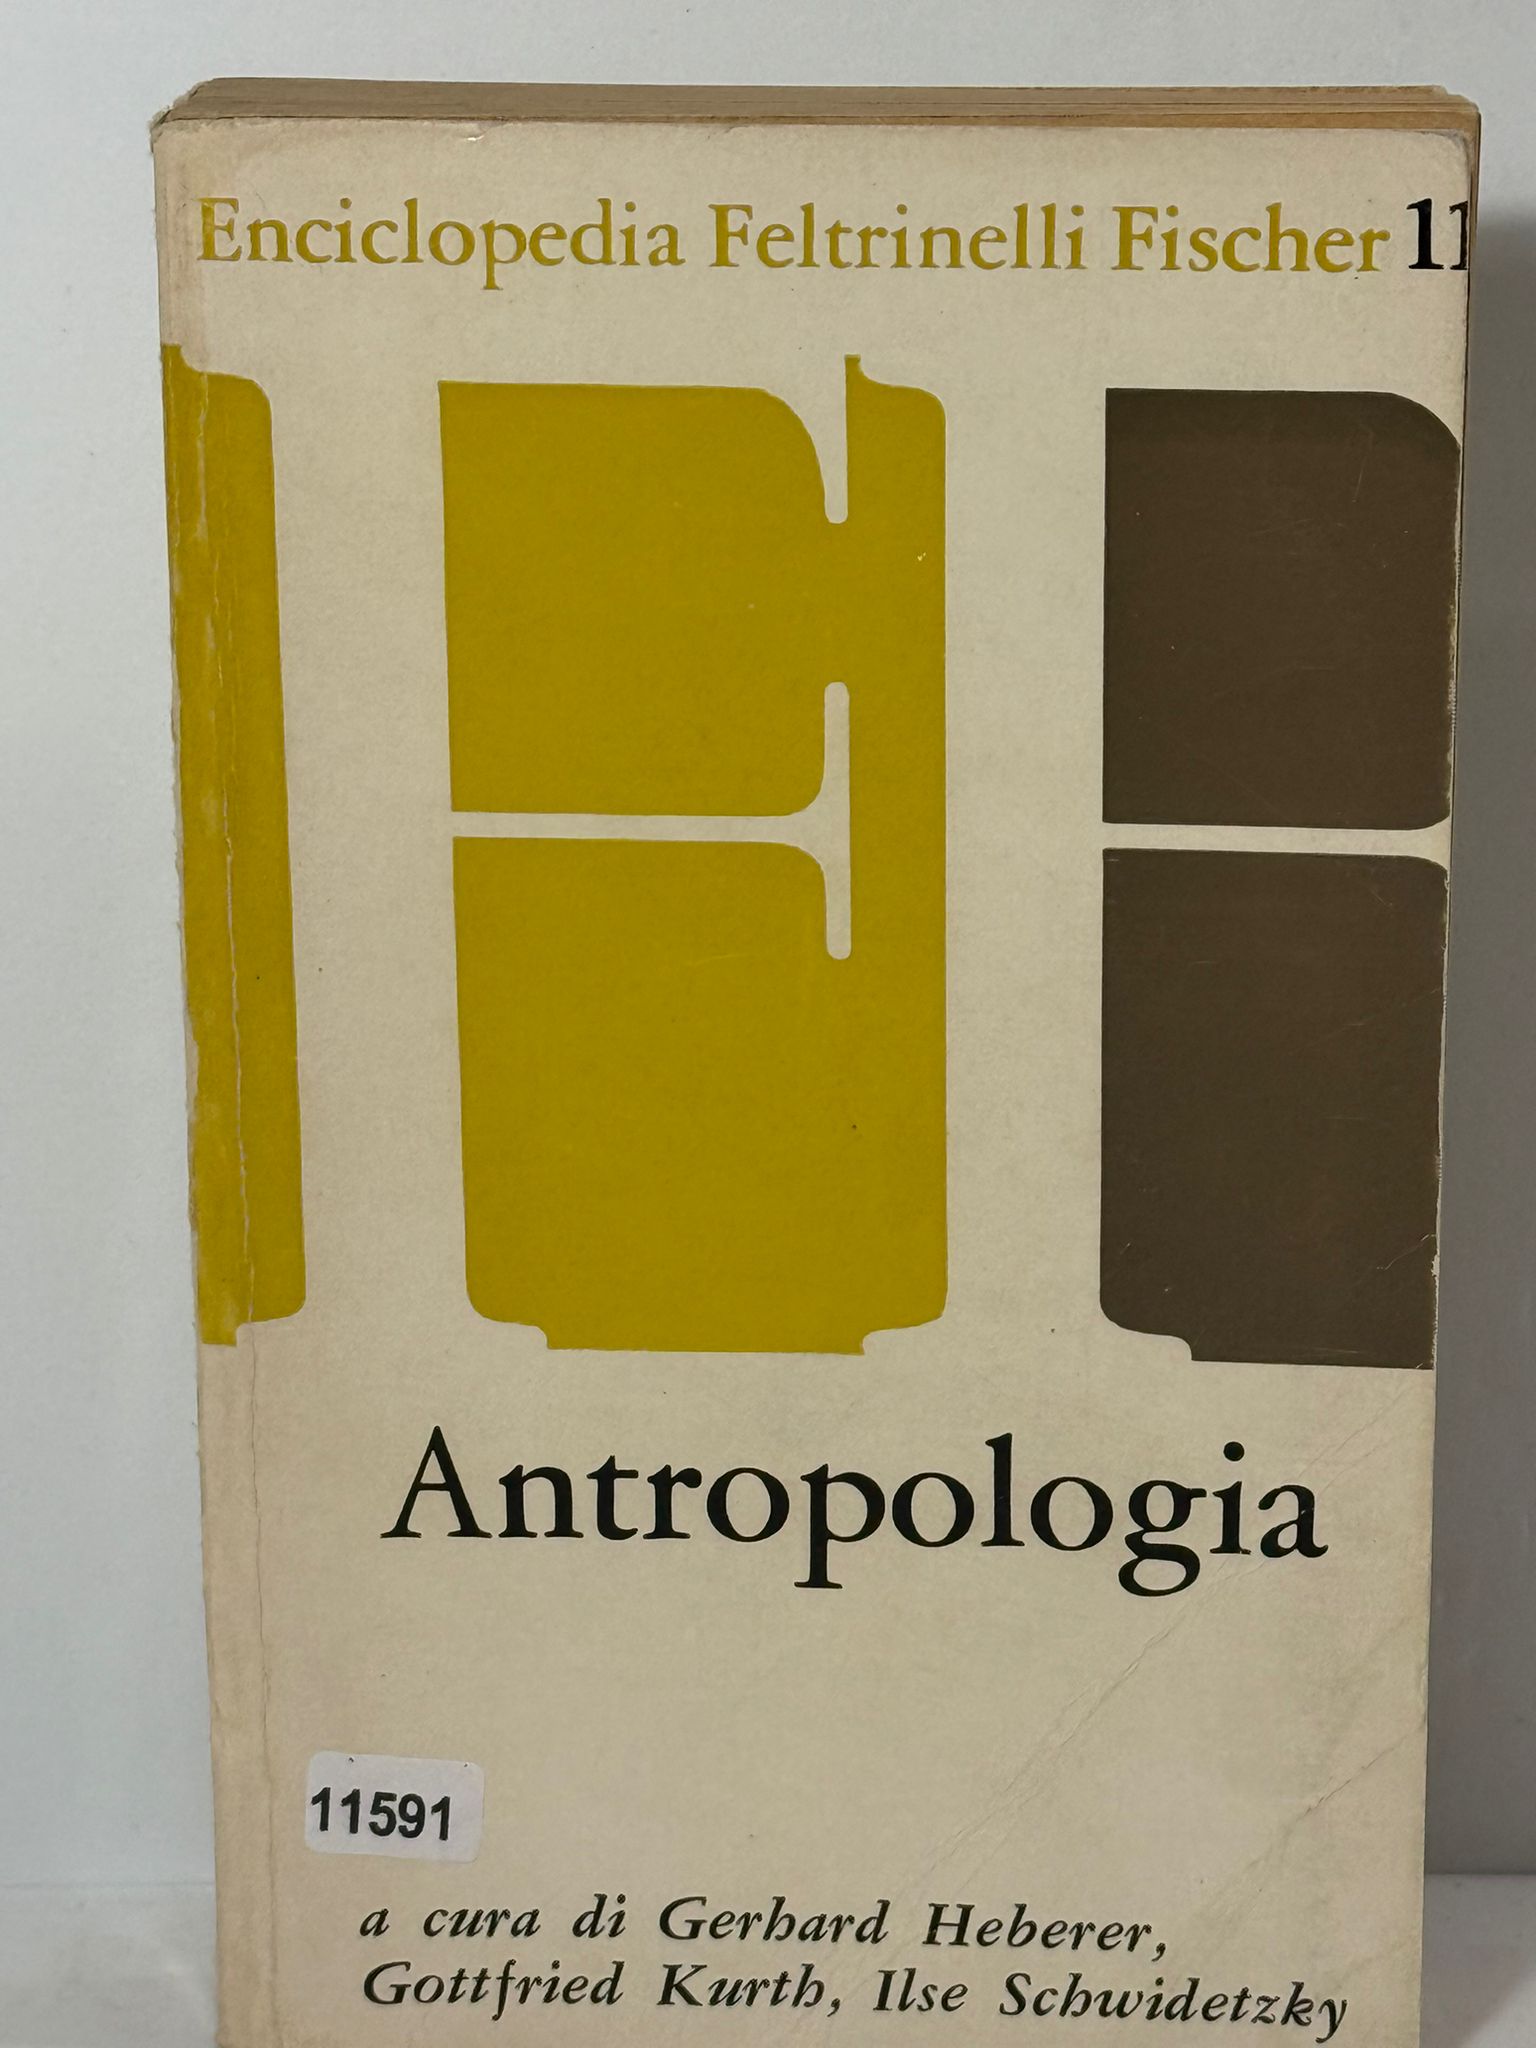 Enciclopedia Feltrinelli Fischer 11
Antropologia
11591
a cura di Gerhard Heberer,
Gottfried Kurth, Ilse Schwidetzky